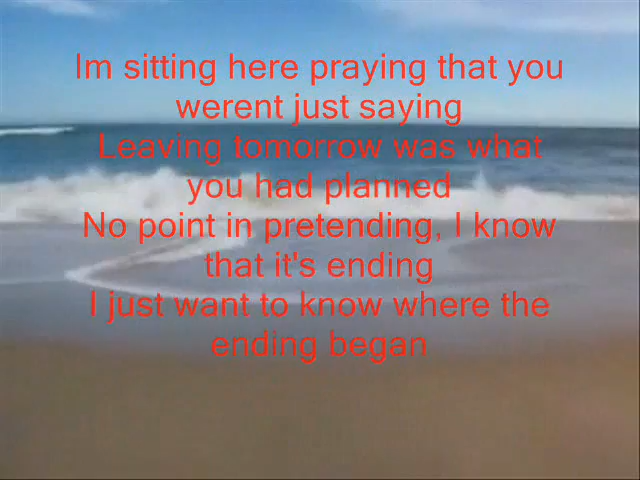 Im sitting here praying that you
werent just saying
Leaving tomorrow was what
you had planned
No point in pretending, I know
that it's ending
I just want to know where the
ending began